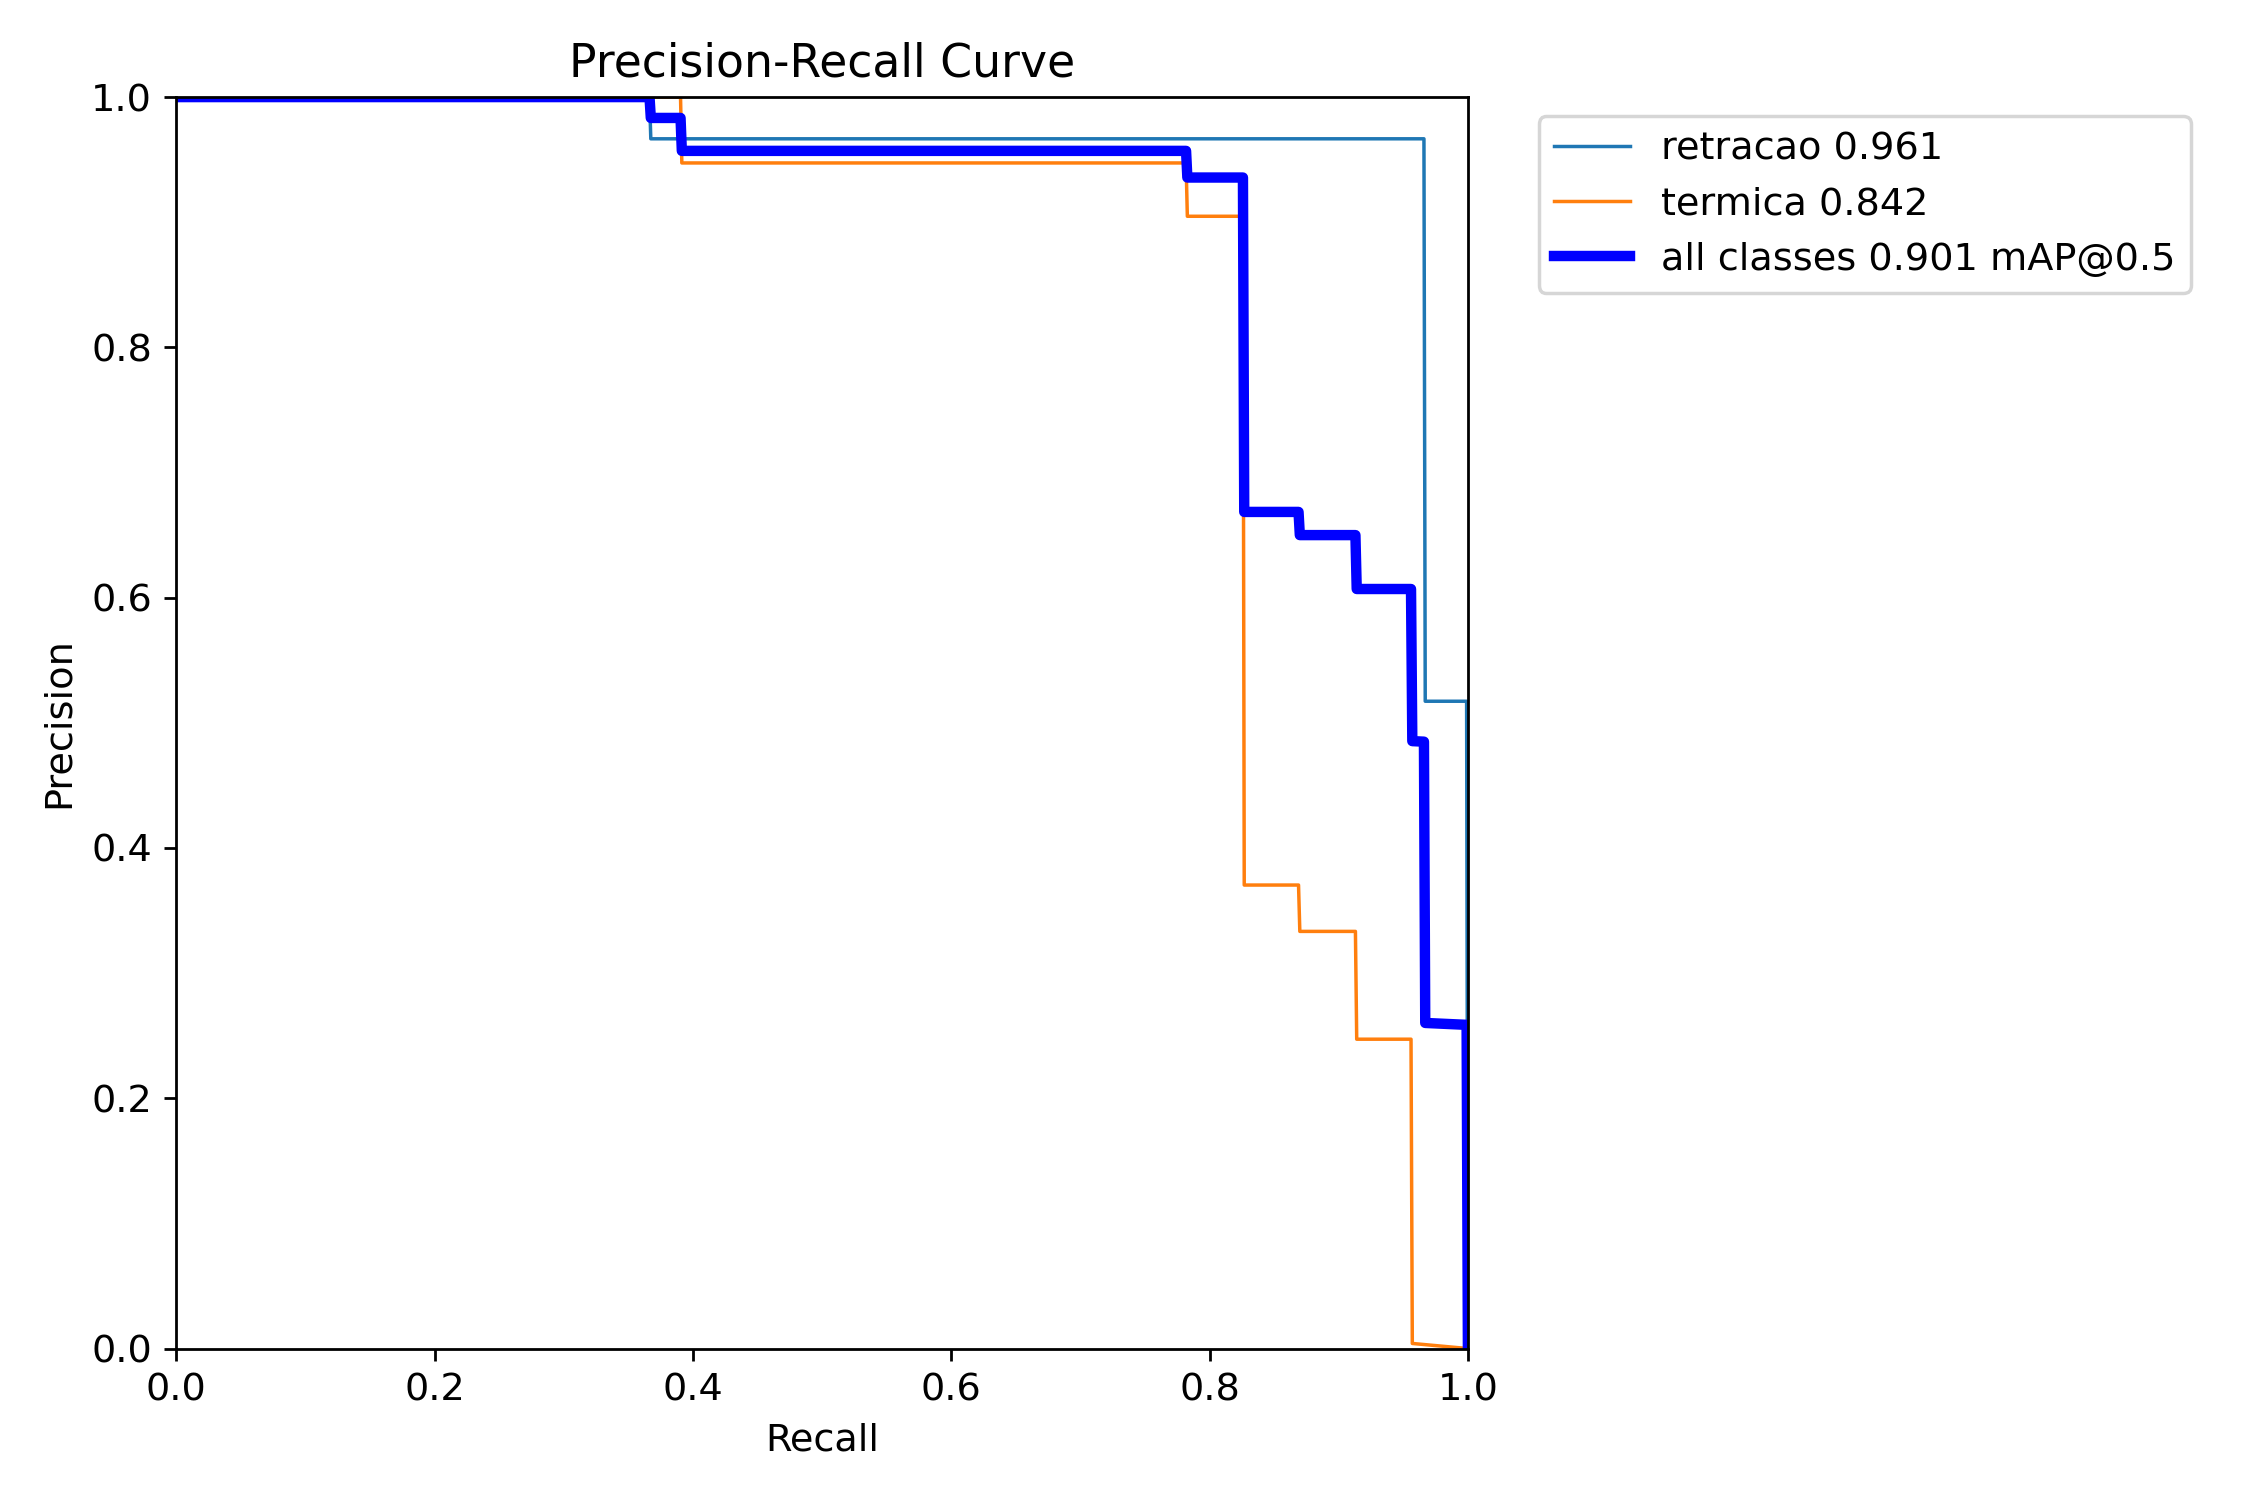 Precision-Recall Curve
1.0
0.8
0.6
0.4
0.2
0.0
Precision
0.0 0.2 0.4 0.6 0.8 1.0
Recall
retracao 0.961
termica 0.842
all classes 0.901 mAP@0.5